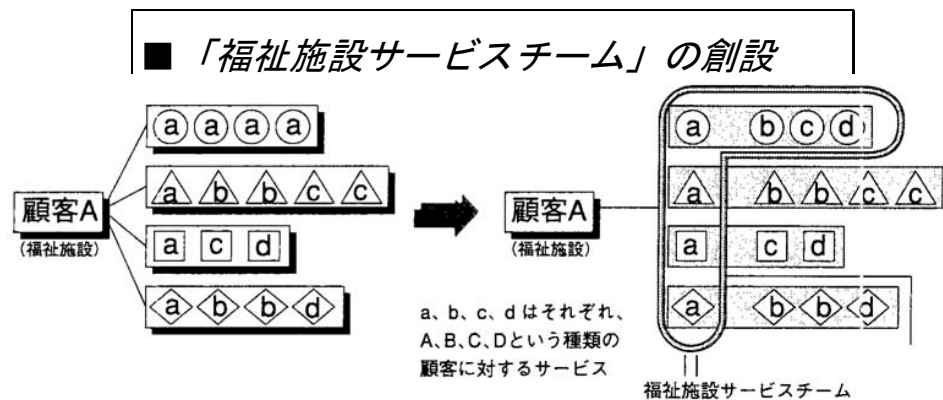 ■「福祉施設サービスチーム」の創設
a a a a
a b b c c
顧客A
(福祉施設)
a c d
a b b d
a b c d
a b b c c
顧客A
(福祉施設)
a c d
a b b d
a、b、c、dはそれぞれ、
A、B、C、Dという種類の
顧客に対するサービス
福祉施設サービスチーム